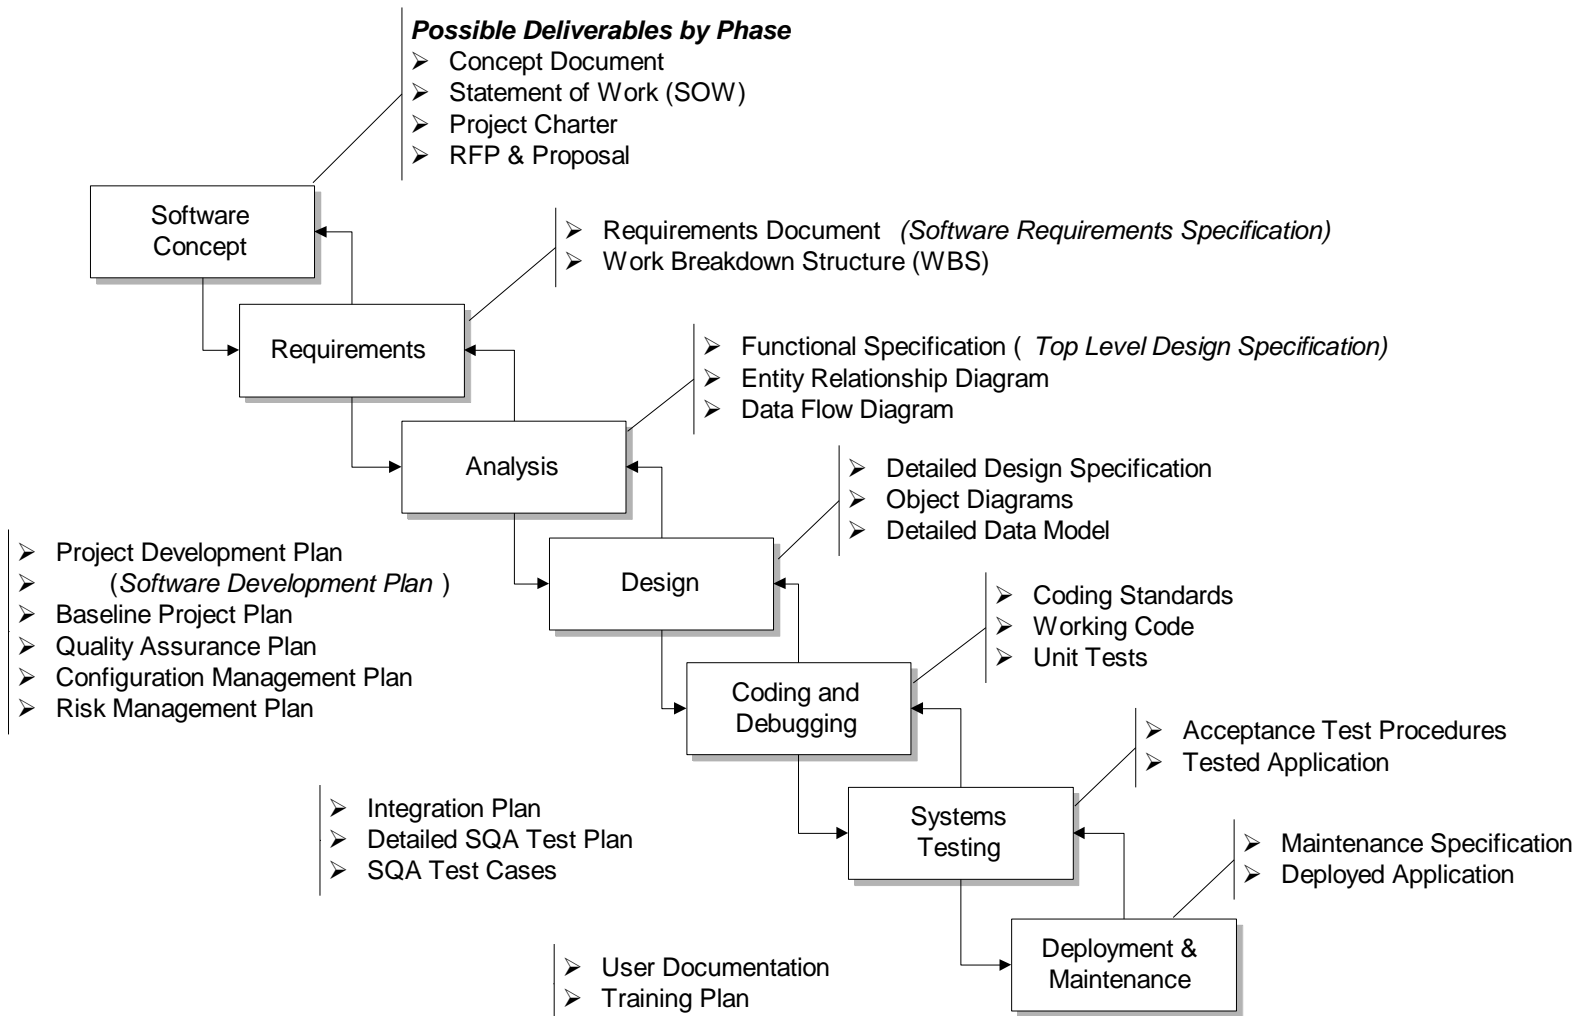 Possible Deliverables by Phase
➢ Concept Document
➢ Statement of Work (SOW)
➢ Project Charter
➢ RFP & Proposal
Software
Concept
➢ Requirements Document (Software Requirements Specification)
➢ Work Breakdown Structure (WBS)
Requirements
➢ Functional Specification ( Top Level Design Specification)
➢ Entity Relationship Diagram
➢ Data Flow Diagram
Analysis
➢ Detailed Design Specification
➢ Object Diagrams
➢ Detailed Data Model
➢ Project Development Plan
➢ (Software Development Plan )
➢ Baseline Project Plan
➢ Quality Assurance Plan
➢ Configuration Management Plan
➢ Risk Management Plan
Design
➢ Coding Standards
➢ Working Code
➢ Unit Tests
Coding and
Debugging
➢ Acceptance Test Procedures
➢ Tested Application
➢ Integration Plan
➢ Detailed SQA Test Plan
➢ SQA Test Cases
Systems
Testing
➢ Maintenance Specification
➢ Deployed Application
➢ User Documentation
➢ Training Plan
Deployment &
Maintenance